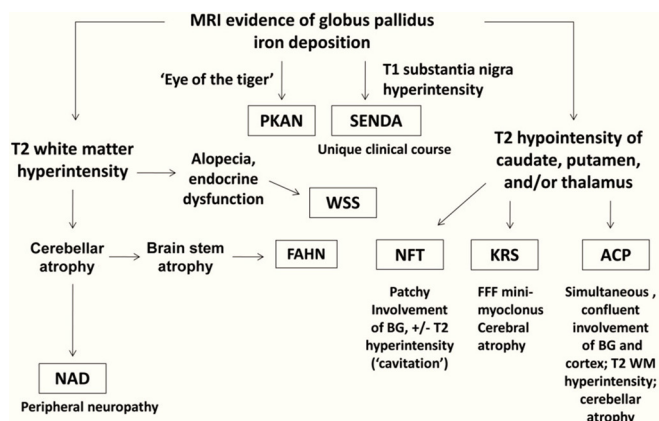 MRI evidence of globus pallidus
iron deposition
‘Eye of the tiger’
T1 substantia nigra
hyperintensity
PKAN
SENDA
Unique clinical course
T2 white matter
hyperintensity
Alopecia,
endocrine
dysfunction
WSS
T2 hypointensity of
caudate, putamen,
and/or thalamus
Cerebellar
atrophy
Brain stem
atrophy
FAHN
NFT
KRS
ACP
Patchy
Involvement
of BG, +/- T2
hyperintensity
(‘cavitation’)
FFF mini-
myoclonus
Cerebral
atrophy
Simultaneous ,
confluent
involvement
of BG and
cortex; T2 WM
hyperintensity;
cerebellar
atrophy
NAD
Peripheral neuropathy